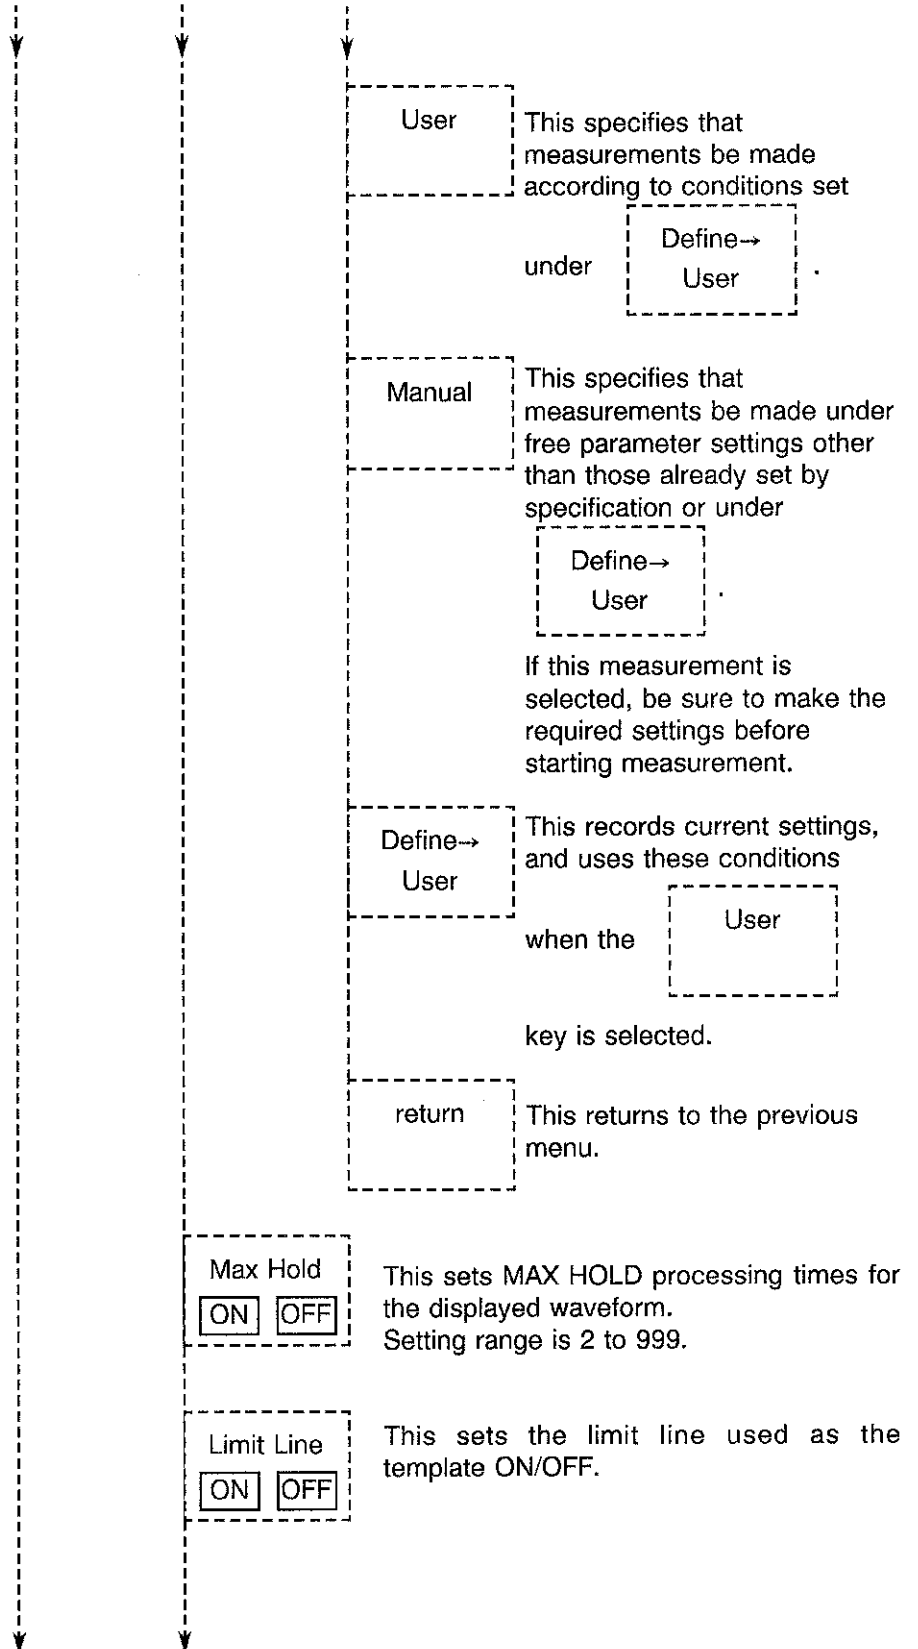 User
This specifies that
measurements be made
according to conditions set
under
Define→
User
.
Manual
This specifies that
measurements be made under
free parameter settings other
than those already set by
specification or under
Define→
User
.
If this measurement is
selected, be sure to make the
required settings before
starting measurement.
Define→
User
This records current settings,
and uses these conditions
when the
User
key is selected.
return
This returns to the previous
menu.
Max Hold
ON OFF
This sets MAX HOLD processing times for
the displayed waveform.
Setting range is 2 to 999.
Limit Line
ON OFF
This sets the limit line used as the
template ON/OFF.